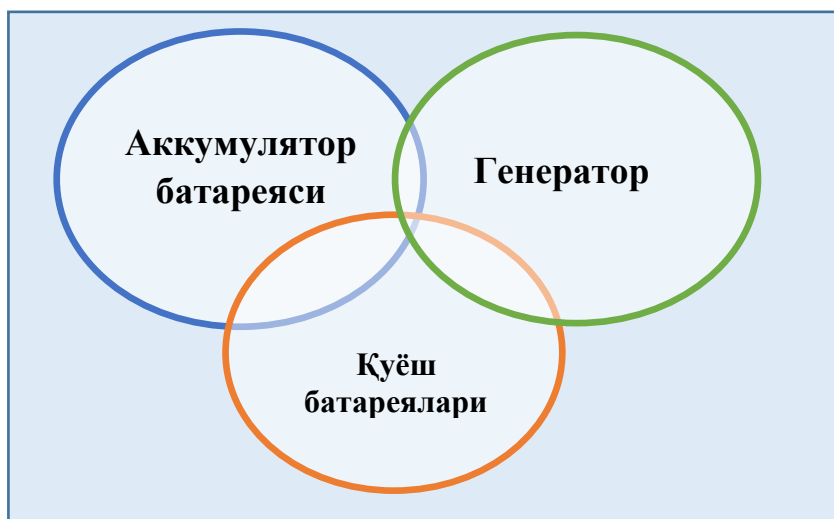 Аккумулятор
батареяси
Генератор
Қуёш
батареялари